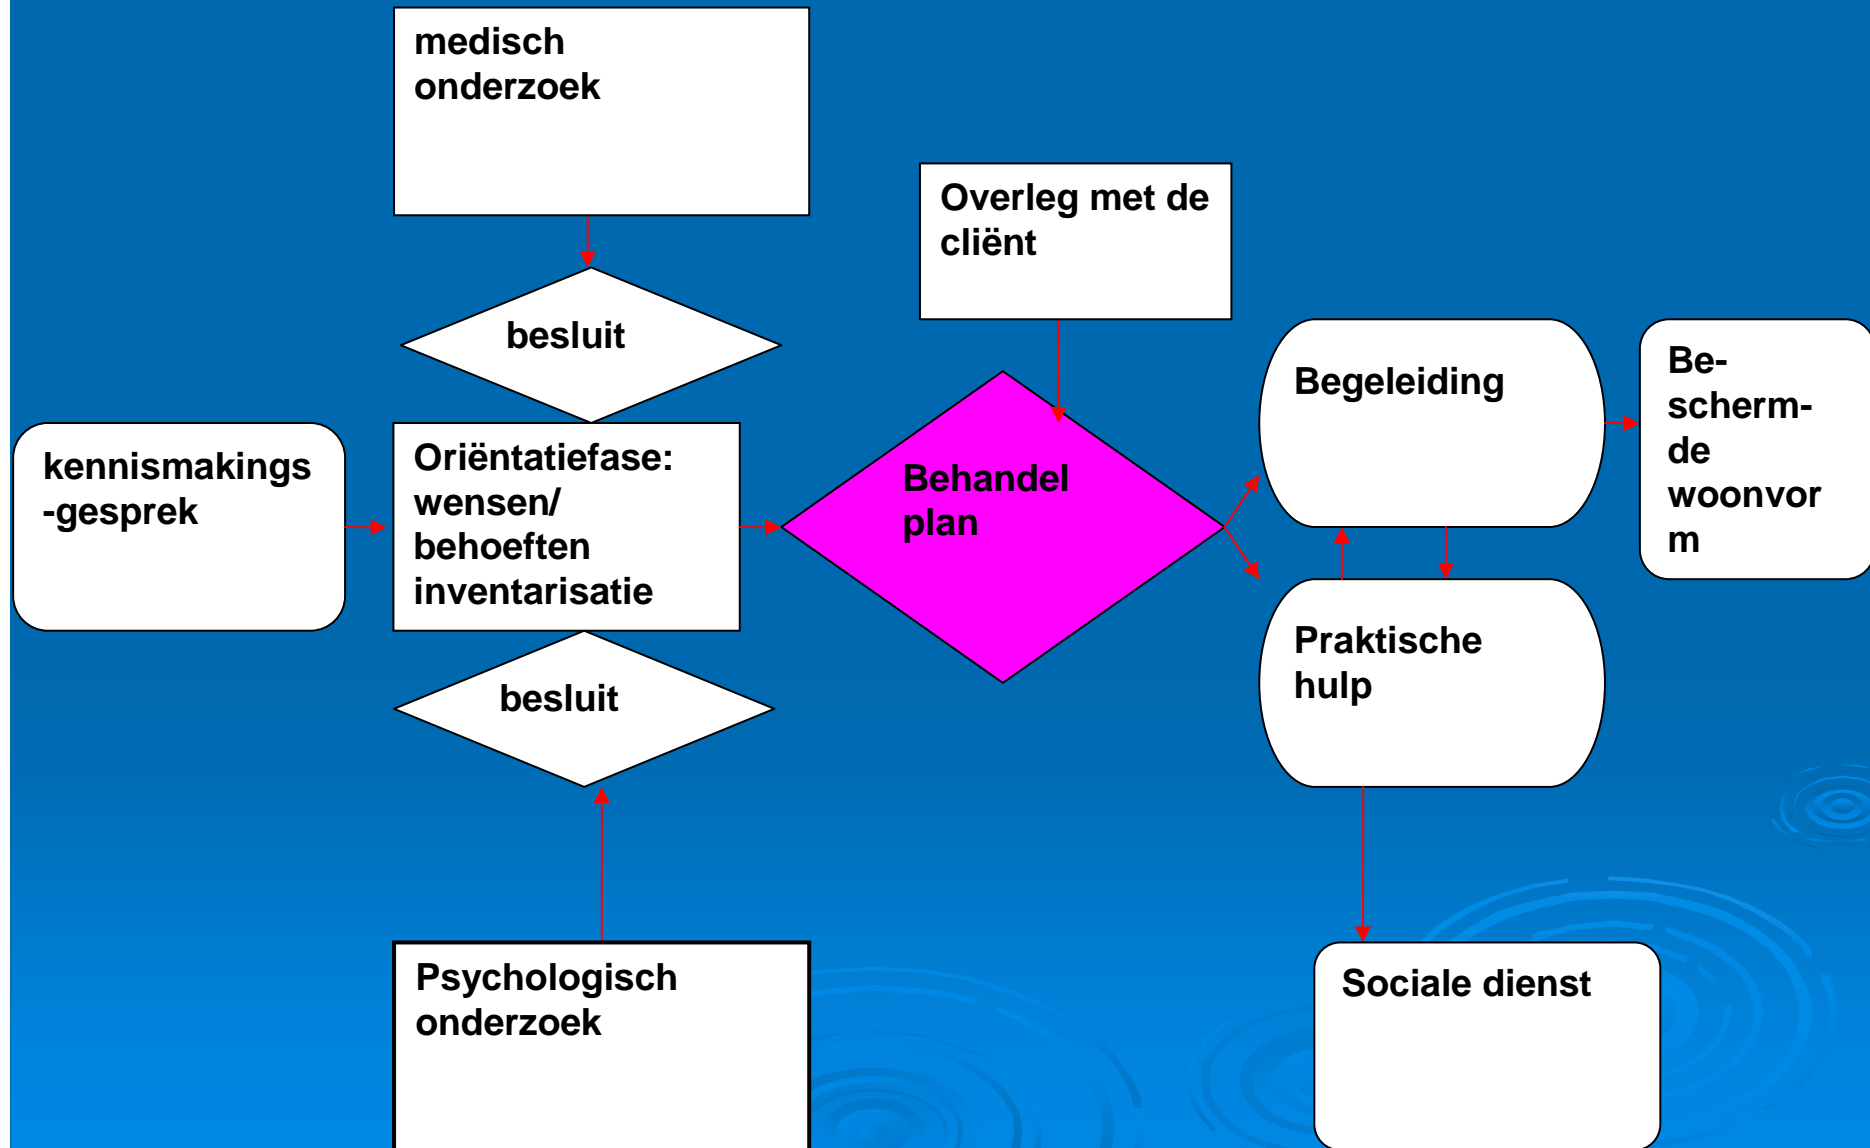 medisch
onderzoek
Overleg met de
cliënt
besluit
Begeleiding
Be-
scherm-
de
woonvor
m
kennismakings
-gesprek
Oriëntatiefase:
wensen/
behoeften
inventarisatie
Behandel
plan
Praktische
hulp
besluit
Psychologisch
onderzoek
Sociale dienst